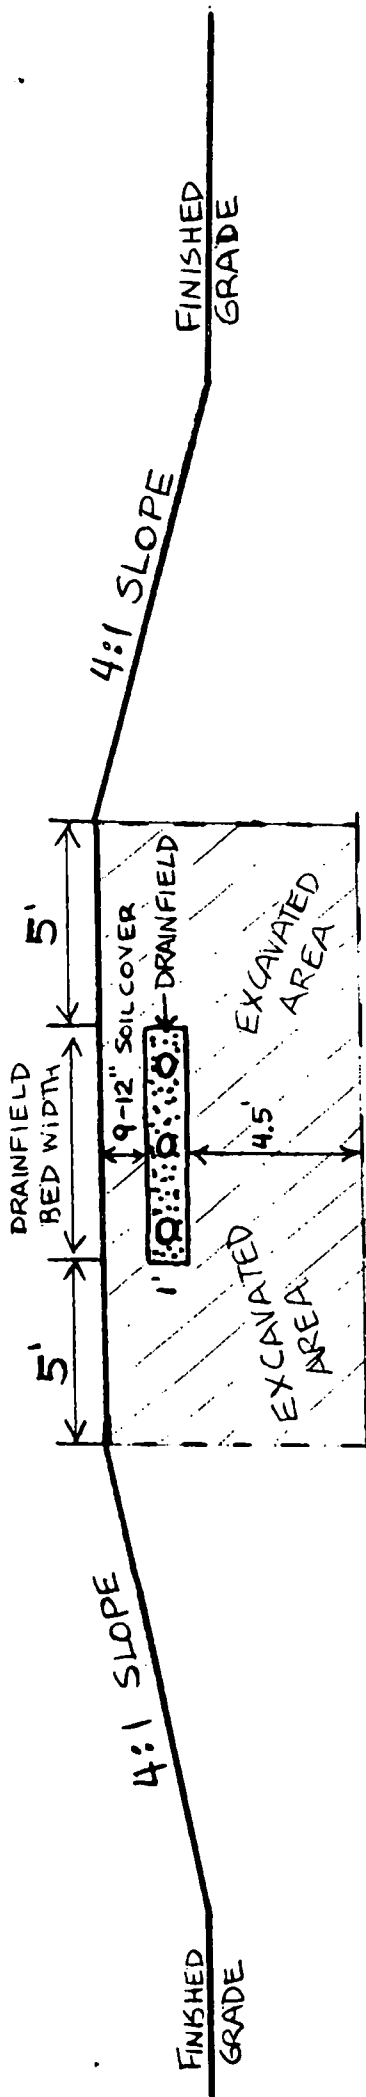 FINISHED
GRADE
4:1 SLOPE
5'
DRAINFIELD
BED WIDTH
5'
9-12" SOIL COVER
1'
DRAINFIELD
4.5'
EXCAVATED
AREA
EXCAVATED
AREA
4:1 SLOPE
FINISHED
GRADE